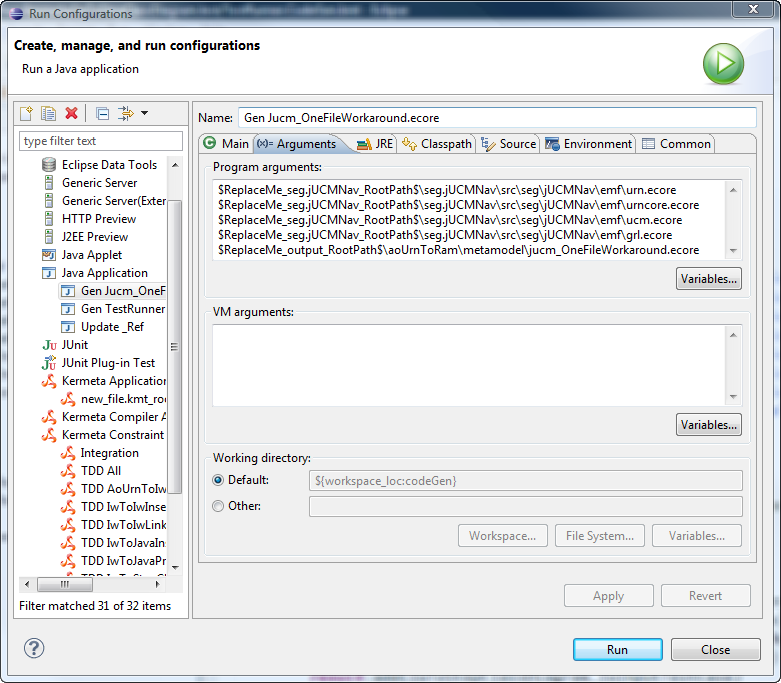 Run Configurations
Create, manage, and run configurations
Run a Java application
type filter text
Eclipse Data Tools
Generic Server
Generic Server(Exter
HTTP Preview
J2EE Preview
Java Applet
Java Application
Gen Jucm_OneF
Gen TestRunner
Update _Ref
JUnit
JUnit Plug-in Test
Kermeta Application
new_file.kmt_ro
Kermeta Compiler A
Kermeta Constraint
Integration
TDD All
TDD AoUrnToIw
TDD IwToIwInse
TDD IwToIwLink
TDD IwToJavaIn
TDD IwToJavaPr
Filter matched 31 of 32 items
Name: Gen Jucm_OneFileWorkaround.ecore
Main (x)= Arguments JRE Classpath Source Environment Common
Program arguments:
$ReplaceMe_seg.jUCMNav_RootPath$\seg.jUCMNav\src\seg\jUCMNav\emf\urn.ecore
$ReplaceMe_seg.jUCMNav_RootPath$\seg.jUCMNav\src\seg\jUCMNav\emf\urncore.ecore
$ReplaceMe_seg.jUCMNav_RootPath$\seg.jUCMNav\src\seg\jUCMNav\emf\ucm.ecore
$ReplaceMe_seg.jUCMNav_RootPath$\seg.jUCMNav\src\seg\jUCMNav\emf\grl.ecore
$ReplaceMe_output_RootPath$\aoUrnToRam\metamodel\jucm_OneFileWorkaround.ecore
Variables...
VM arguments:
Variables...
Working directory:
Default: ${workspace_loc:codeGen}
Other:
Workspace... File System... Variables...
Apply Revert
Run Close